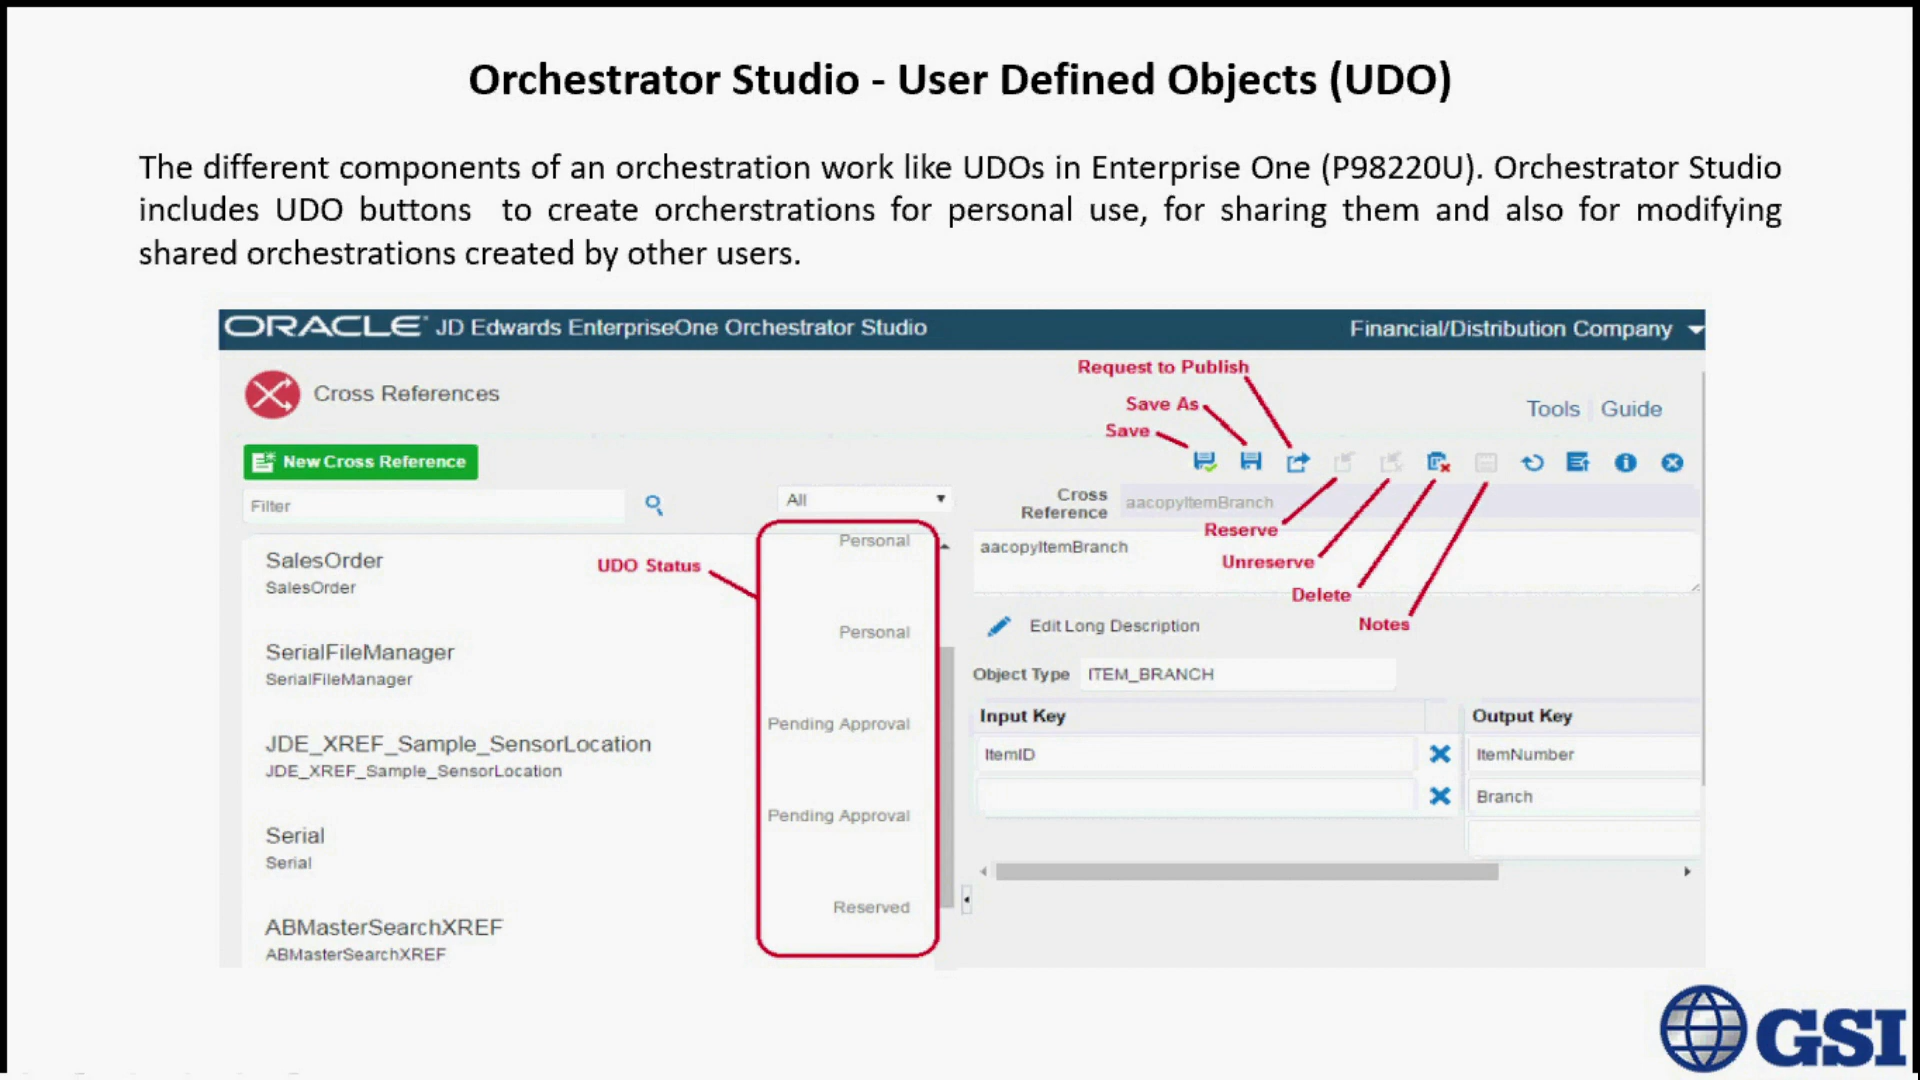 Orchestrator Studio - User Defined Objects (UDO)
The different components of an orchestration work like UDOs in Enterprise One (P98220U). Orchestrator Studio
includes UDO buttons to create orcherstrations for personal use, for sharing them and also for modifying
shared orchestrations created by other users.
ORACLE JD Edwards EnterpriseOne Orchestrator Studio
Financial/Distribution Company
Cross References
Request to Publish
Save As
Save
Tools Guide
New Cross Reference
Filter
All
Cross Reference
aacopyItemBranch
Reserve
Unreserve
Delete
Notes
UDO Status
SalesOrder
SalesOrder
Personal
SerialFileManager
SerialFileManager
Personal
JDE_XREF_Sample_SensorLocation
JDE_XREF_Sample_SensorLocation
Pending Approval
Serial
Serial
Pending Approval
ABMasterSearchXREF
ABMasterSearchXREF
Reserved
aacopyItemBranch
Edit Long Description
Object Type ITEM_BRANCH
Input Key
Output Key
ItemID
ItemNumber
Branch
GSI